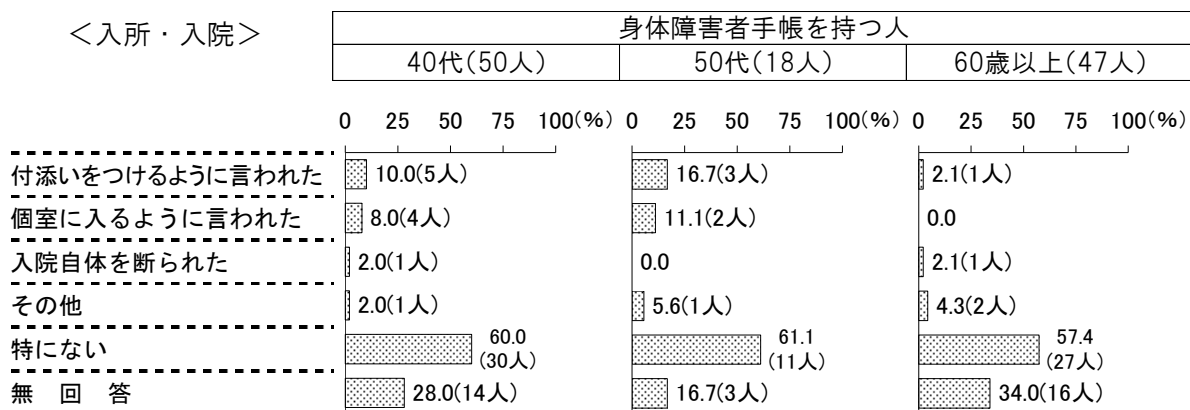 ＜入所・入院＞
身体障害者手帳を持つ人
40代(50人) 50代(18人) 60歳以上(47人)
0 25 50 75 100(%) 0 25 50 75 100(%) 0 25 50 75 100(%)
付添いをつけるように言われた 10.0(5人) 16.7(3人) 2.1(1人)
個室に入るように言われた 8.0(4人) 11.1(2人) 0.0
入院自体を断られた 2.0(1人) 0.0 2.1(1人)
その他 2.0(1人) 5.6(1人) 4.3(2人)
特にない 60.0(30人) 61.1(11人) 57.4(27人)
無　回　答 28.0(14人) 16.7(3人) 34.0(16人)